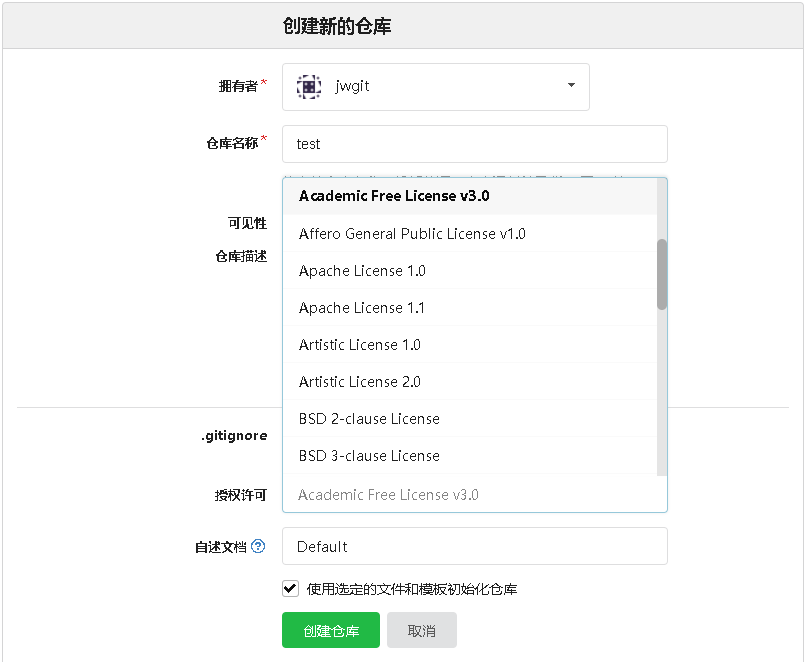 创建新的仓库
拥有者* jwgit
仓库名称* test
Academic Free License v3.0
可见性
Affero General Public License v1.0
仓库描述
Apache License 1.0
Apache License 1.1
Artistic License 1.0
Artistic License 2.0
BSD 2-clause License
.gitignore
BSD 3-clause License
授权许可 Academic Free License v3.0
自述文档 Default
使用选定的文件和模板初始化仓库
创建仓库 取消